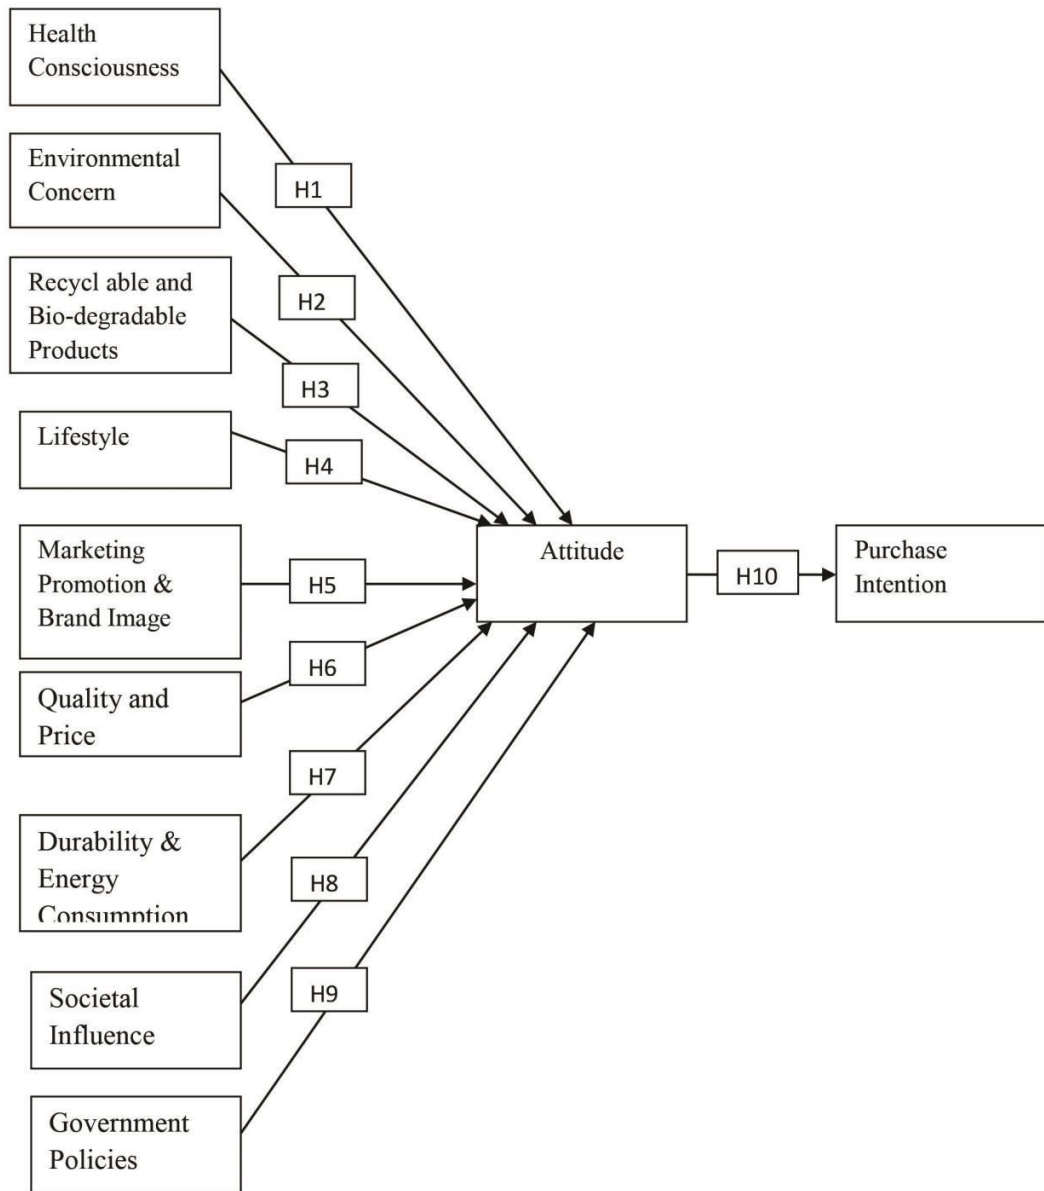 Health
Consciousness
H1
Environmental
Concern
H2
Recycl able and
Bio-degradable
Products
H3
Lifestyle
H4
Marketing
Promotion &
Brand Image
H5
Attitude
H10
Purchase
Intention
Quality and
Price
H6
Durability &
Energy
Consumption
H7
H8
Societal
Influence
H9
Government
Policies